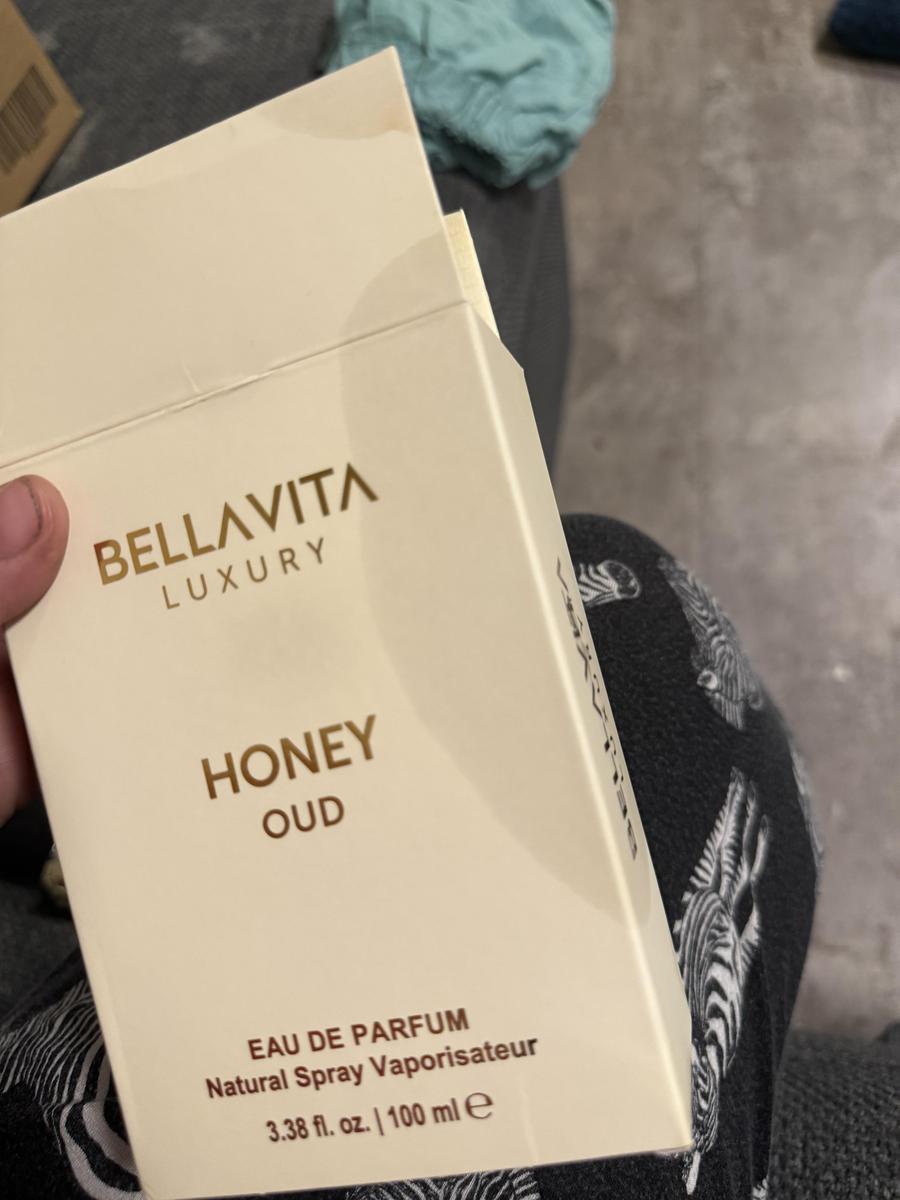 BELLAVITA
LUXURY
HONEY
OUD
EAU DE PARFUM
Natural Spray Vaporisateur
3.38 fl. oz. | 100 ml ℮